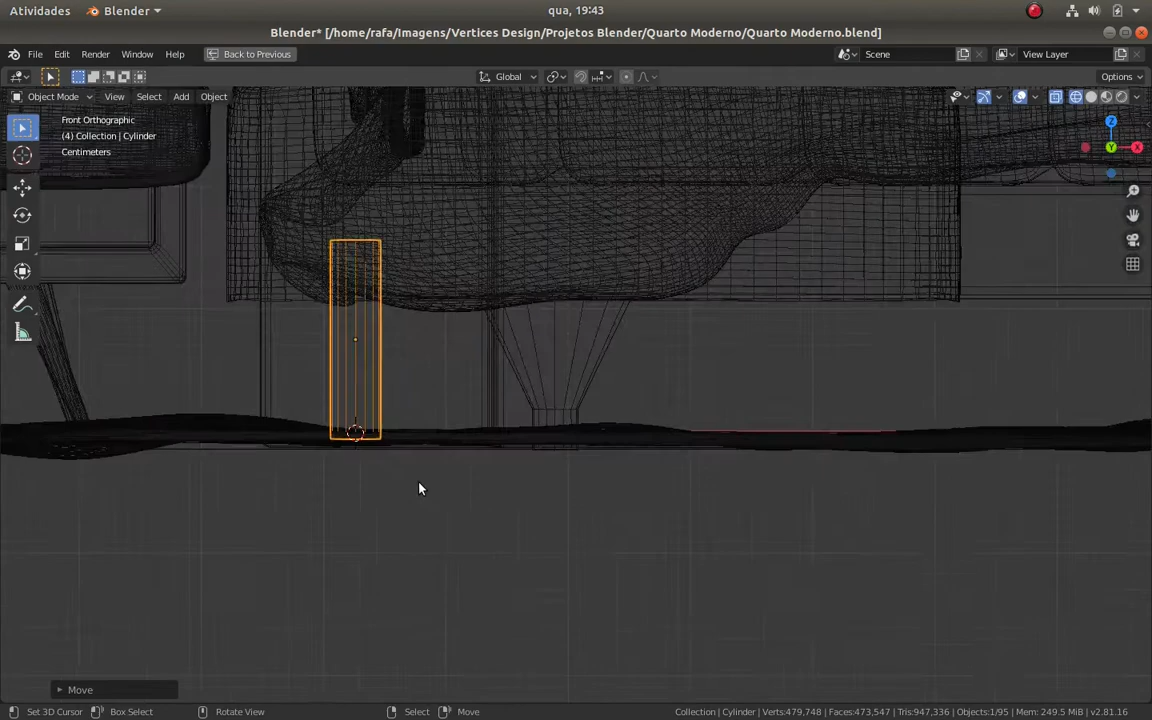 Atividades Blender qua, 19:43
Blender* [/home/rafa/Imagens/Vertices Design/Projetos Blender/Quarto Moderno/Quarto Moderno.blend]
File Edit Render Window Help Back to Previous Scene View Layer
Global Options
Object Mode View Select Add Object
Front Orthographic
(4) Collection | Cylinder
Centimeters
Z
Y
X
Move
Set 3D Cursor Box Select Rotate View Select Move Collection | Cylinder | Verts:479,748 | Faces:473,547 | Tris:947,336 | Objects:1/95 | Mem: 249.5 MiB | v2.81.16